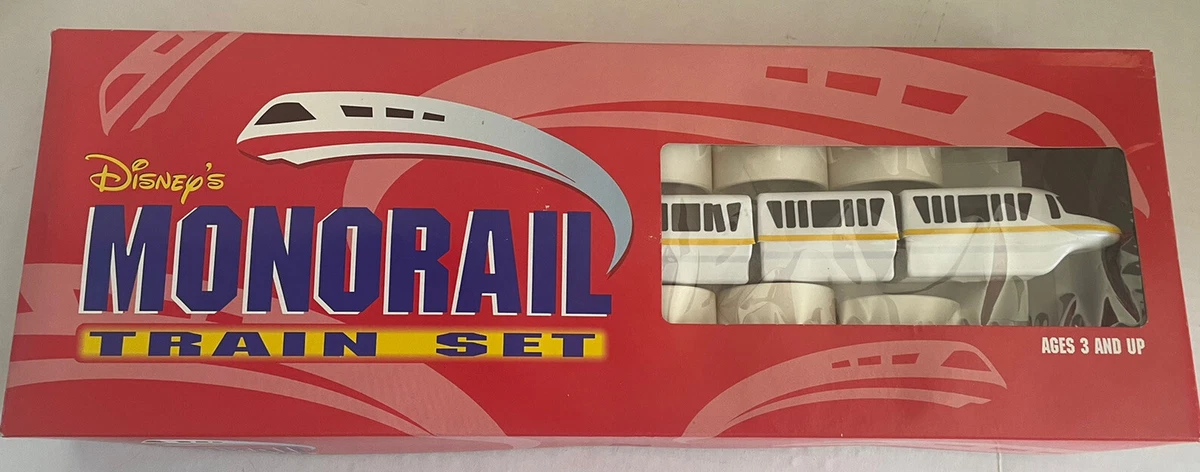 Disney's
MONORAIL
TRAIN SET
AGES 3 AND UP